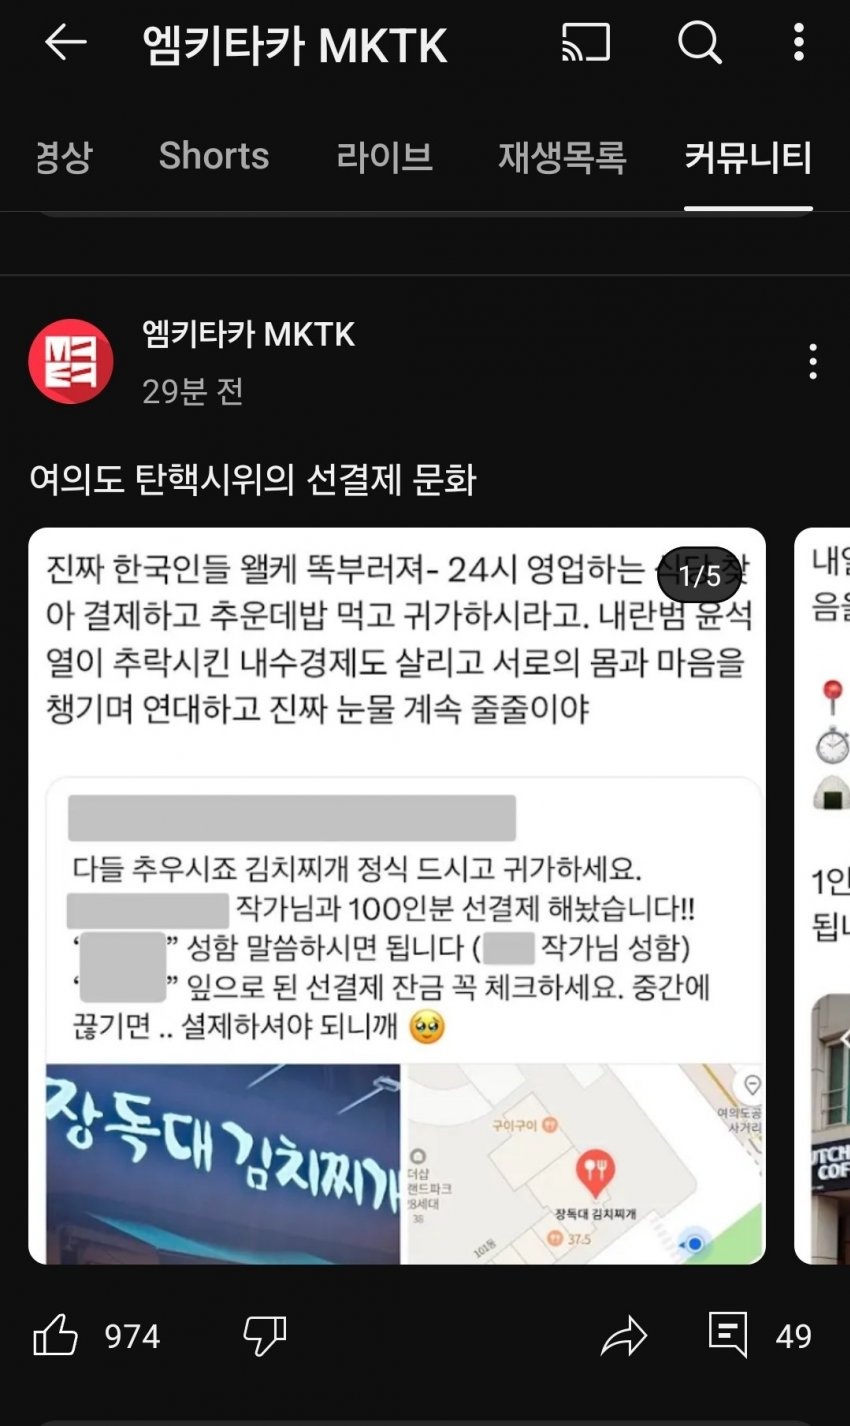 엠키타카 MKTK
영상 Shorts 라이브 재생목록 커뮤니티
엠키타카 MKTK
29분 전
여의도 탄핵시위의 선결제 문화
진짜 한국인들 왤케 똑부러져- 24시 영업하는 식당 찾
1/5
아 결제하고 추운데밥 먹고 귀가하시라고. 내란범 윤석
열이 추락시킨 내수경제도 살리고 서로의 몸과 마음을
챙기며 연대하고 진짜 눈물 계속 줄줄이야
다들 추우시죠 김치찌개 정식 드시고 귀가하세요.
작가님과 100인분 선결제 해놨습니다!!
‘ ” 성함 말씀하시면 됩니다 ( 작가님 성함)
‘ ” 잎으로 된 선결제 잔금 꼭 체크하세요. 중간에
끊기면 .. 셜제하셔야 되니깨 🥹
장독대 김치찌개
구이구이
여의도공
사거리
더샵
랜드파크
38
장독대 김치찌개
101동
37.5
내일
음을
📍
⏱
🍙
1인
됩니
UTCH
COF
974
49